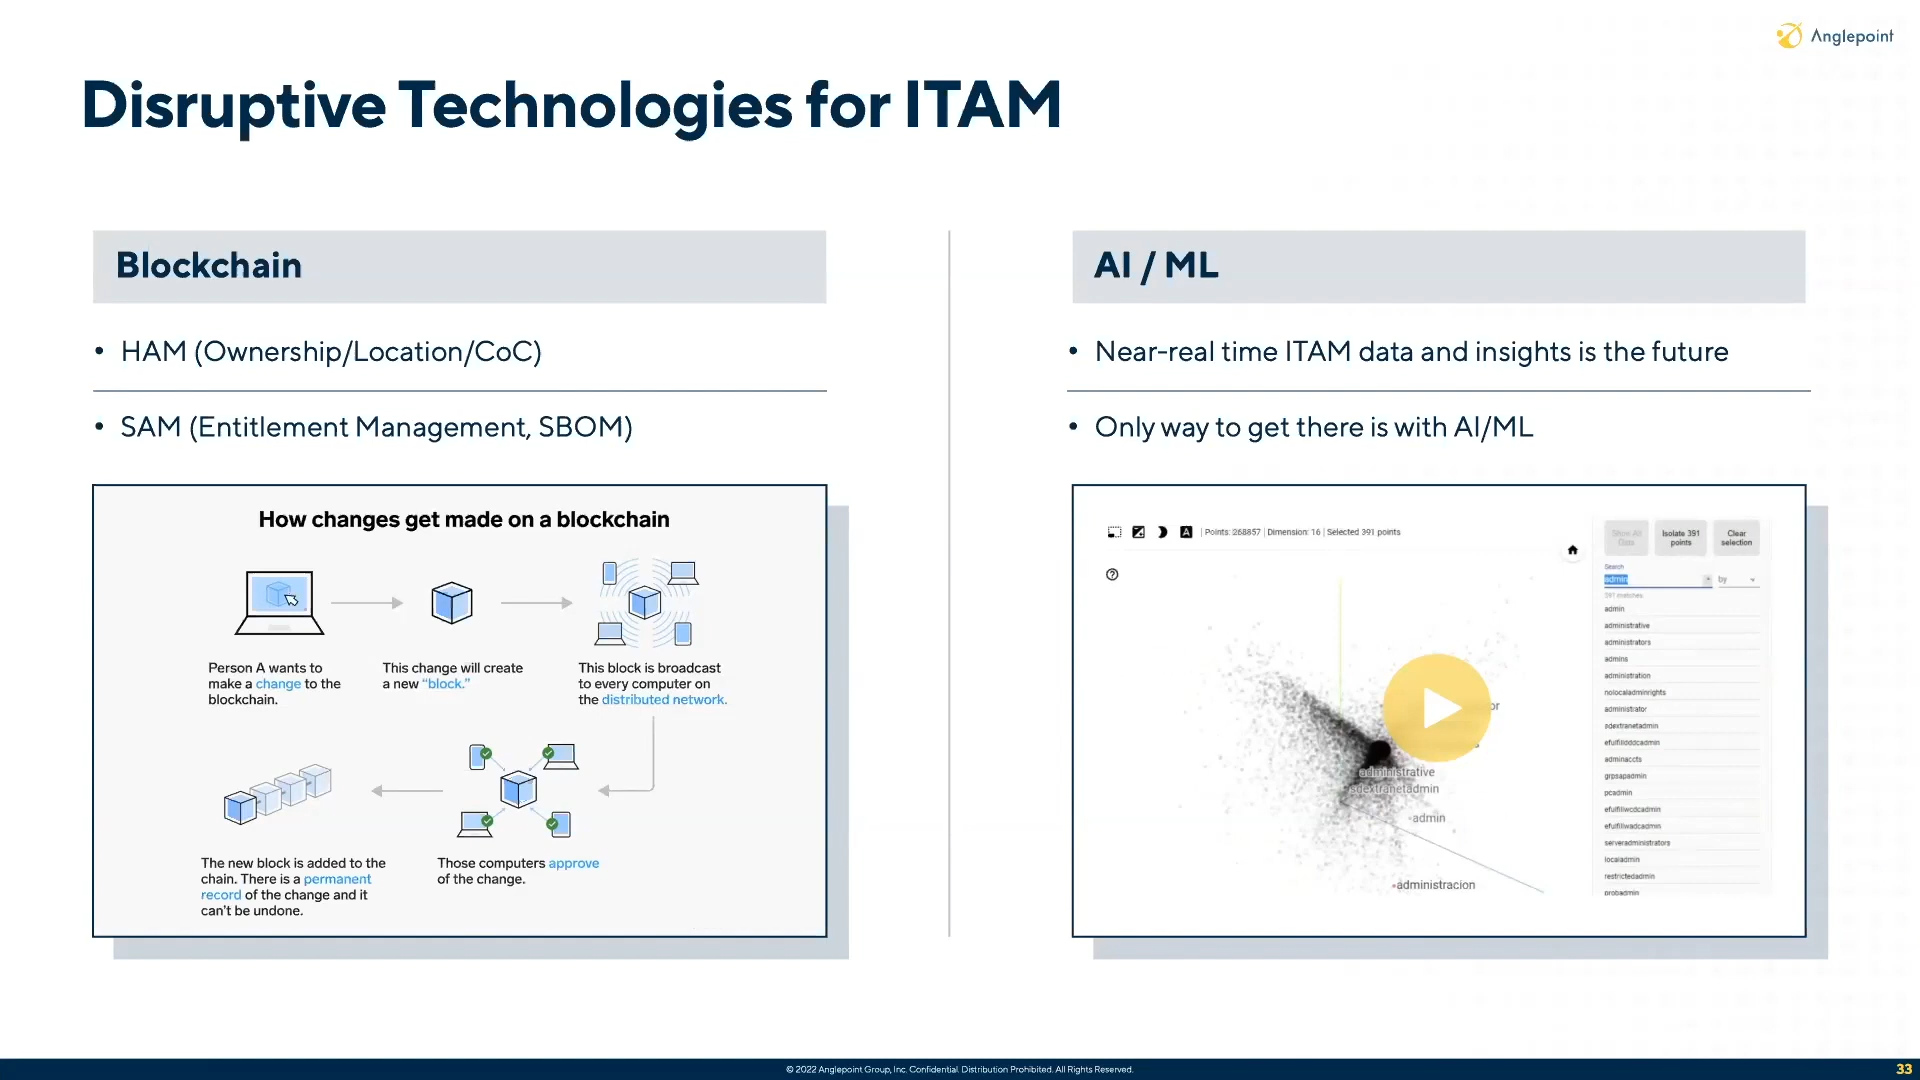 Anglepoint
Disruptive Technologies for ITAM
Blockchain
• HAM (Ownership/Location/CoC)
• SAM (Entitlement Management, SBOM)
How changes get made on a blockchain
Person A wants to
make a change to the
blockchain.
This change will create
a new “block.”
This block is broadcast
to every computer on
the distributed network.
The new block is added to the
chain. There is a permanent
record of the change and it
can’t be undone.
Those computers approve
of the change.
AI / ML
• Near-real time ITAM data and insights is the future
• Only way to get there is with AI/ML
A | Points: 268857 | Dimension: 16 | Selected 391 points
Show All
Data
Isolate 391
points
Clear
selection
Search
admin
by
391 matches
admin
administrative
administrators
admins
administration
nolocaladminrights
administrator
sdextranetadmin
efulfillddcadmin
adminaccts
grpsapadmin
pcadmin
efulfillwcdcadmin
efulfillwadcadmin
serveradministrators
localadmin
restrictedadmin
probadmin
or
s
administrative
sdextranetadmin
admin
administracion
© 2022 Anglepoint Group, Inc. Confidential. Distribution Prohibited. All Rights Reserved.
33